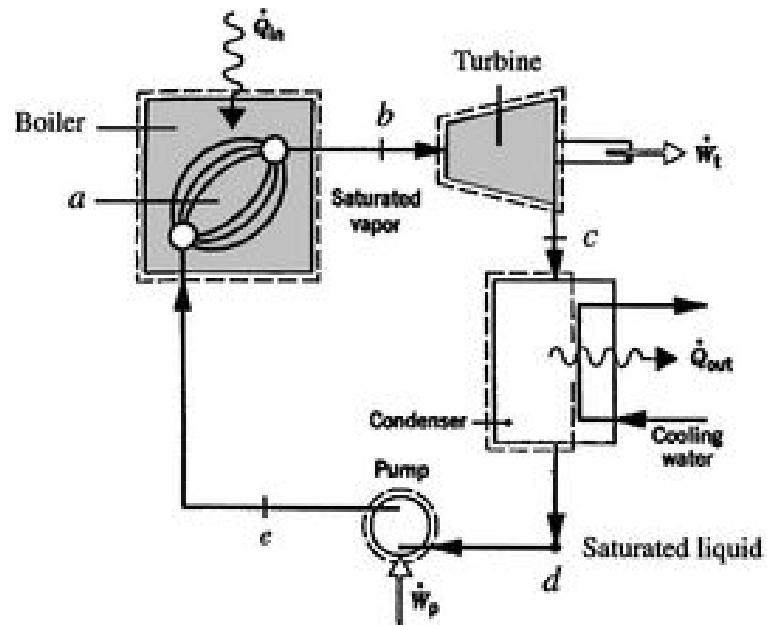 Q̇in
Turbine
Boiler
b
Ẇt
a
Saturated
vapor
c
Q̇out
Condenser
Cooling
water
Pump
e
Saturated liquid
d
Ẇp